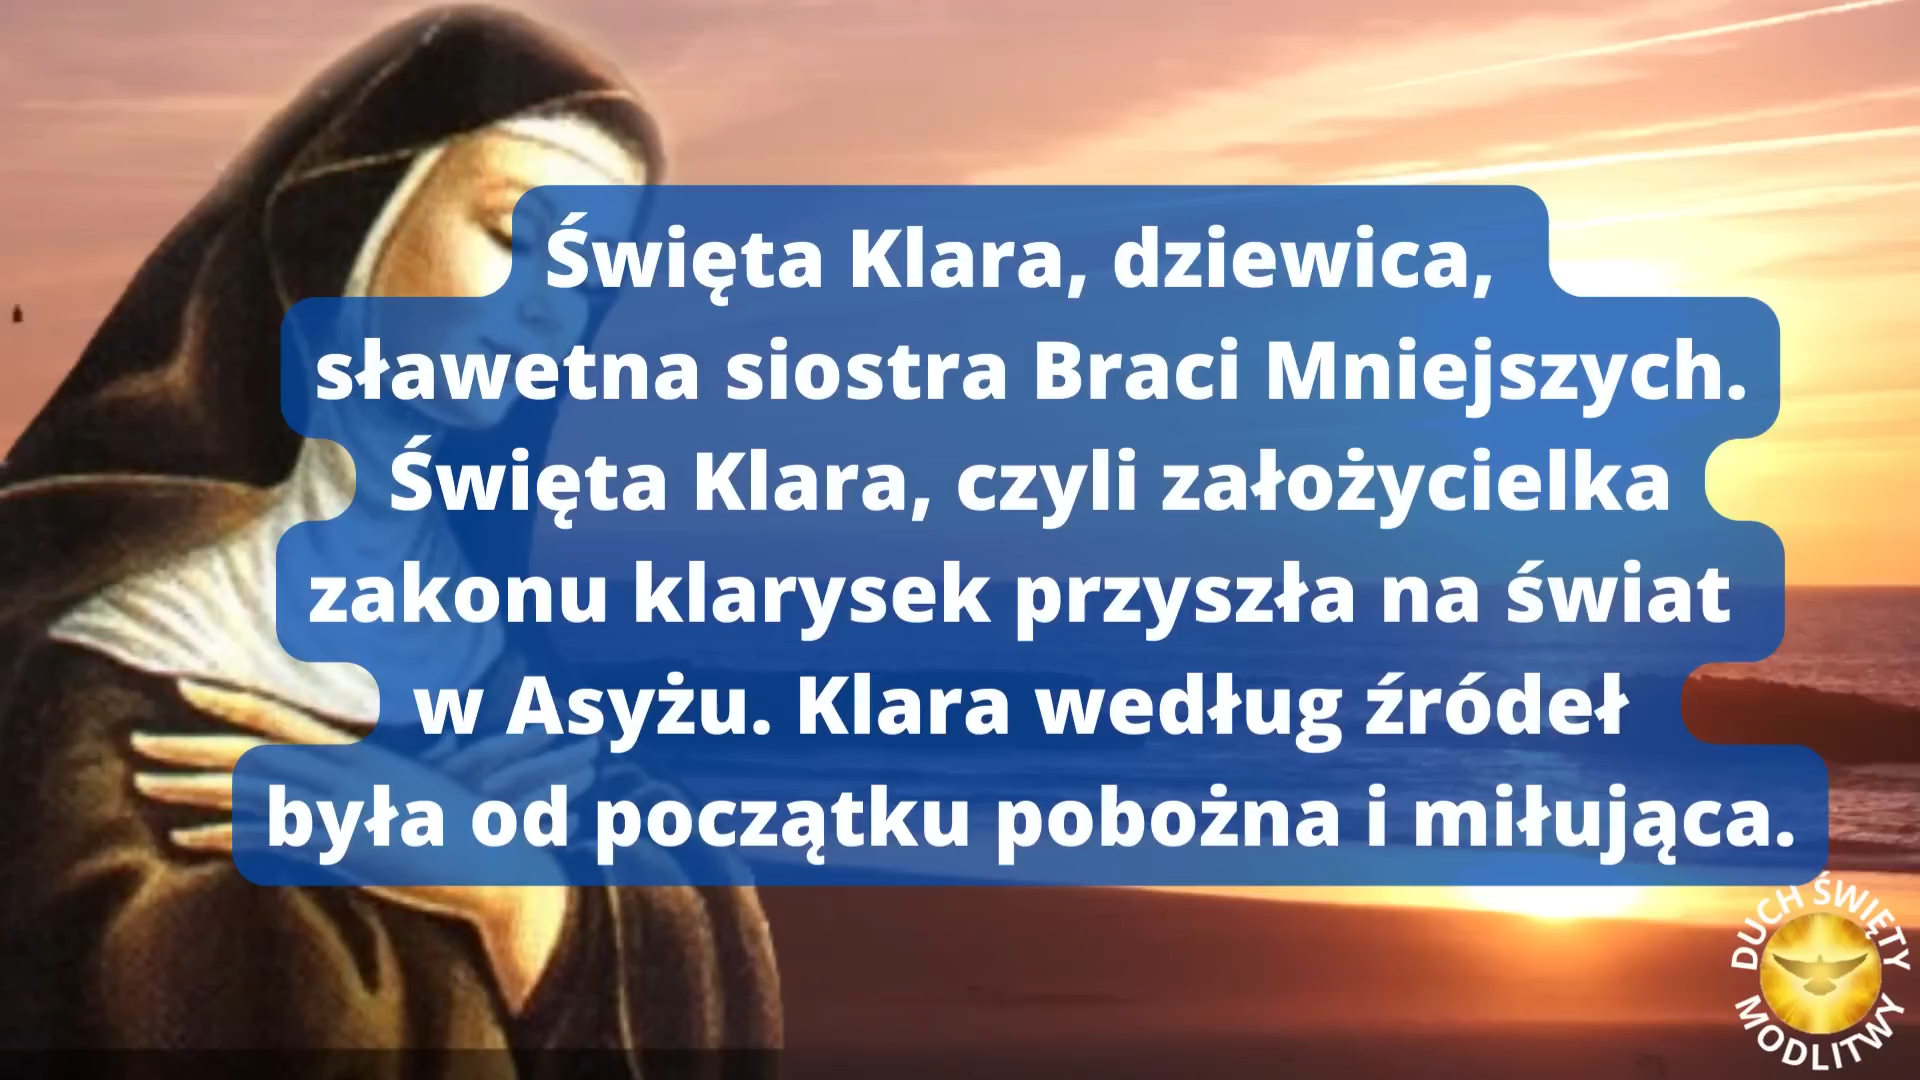 Święta Klara, dziewica,
sławetna siostra Braci Mniejszych.
Święta Klara, czyli założycielka
zakonu klarysek przyszła na świat
w Asyżu. Klara według źródeł
była od początku pobożna i miłująca.
DUCH ŚWIĘTY
MODLITWY